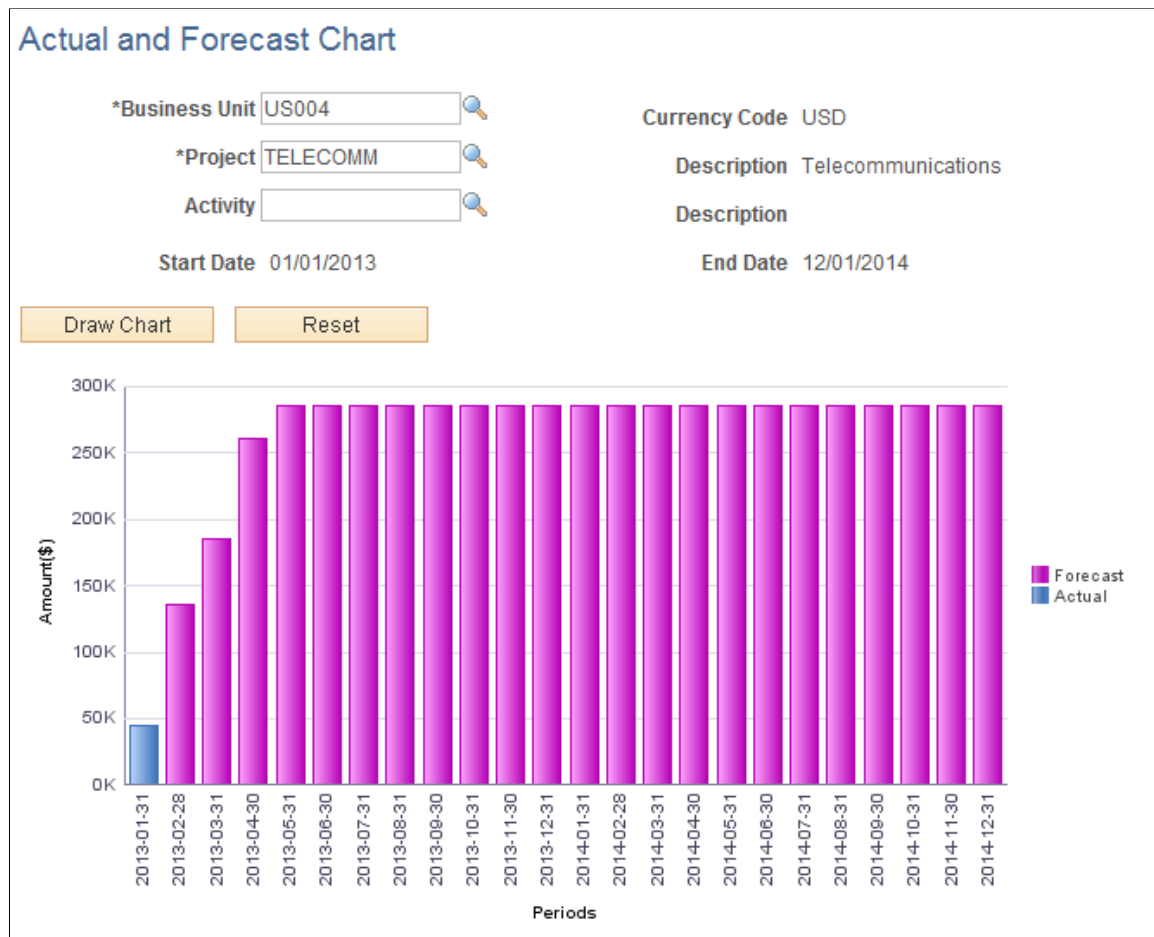 Actual and Forecast Chart
*Business Unit US004
Currency Code USD
*Project TELECOMM
Description Telecommunications
Activity
Description
Start Date 01/01/2013
End Date 12/01/2014
Draw Chart Reset
300K
250K
200K
150K
100K
50K
0K
Amount($)
Forecast
Actual
2013-01-31
2013-02-28
2013-03-31
2013-04-30
2013-05-31
2013-06-30
2013-07-31
2013-08-31
2013-09-30
2013-10-31
2013-11-30
2013-12-31
2014-01-31
2014-02-28
2014-03-31
2014-04-30
2014-05-31
2014-06-30
2014-07-31
2014-08-31
2014-09-30
2014-10-31
2014-11-30
2014-12-31
Periods